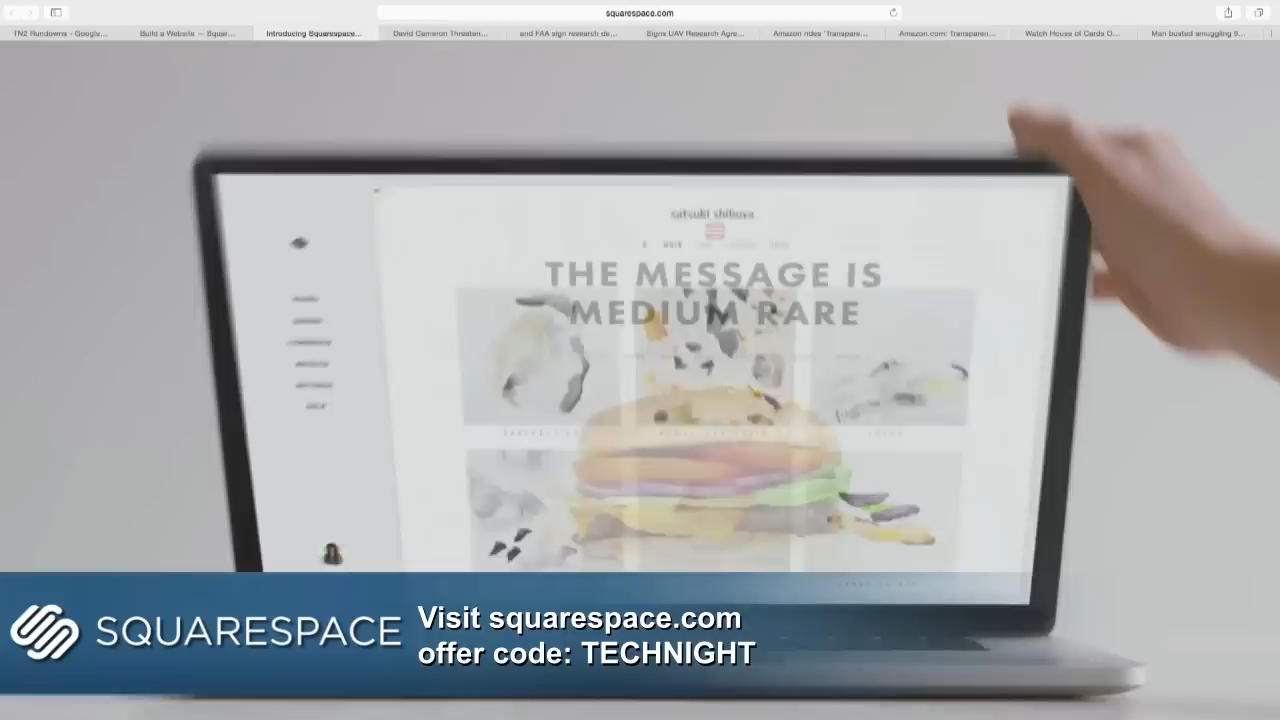 squarespace.com
TN2 Rundowns - Google...
Build a Website — Squar...
Introducing Squarespace...
David Cameron Threaten...
and FAA sign research de...
Signs UAV Research Agre...
Amazon rides 'Transpare...
Amazon.com: Transparen...
Watch House of Cards O...
Man busted smuggling 9...
satsuki shibuya
THE MESSAGE IS
MEDIUM RARE
SQUARESPACE
Visit squarespace.com
offer code: TECHNIGHT